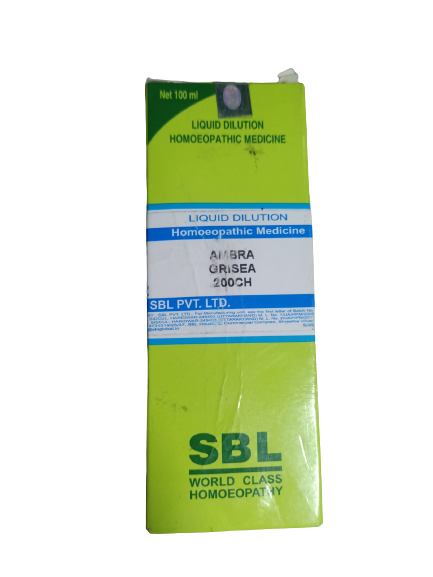 Net 100 ml
LIQUID DILUTION
HOMOEOPATHIC MEDICINE
LIQUID DILUTION
Homoeopathic Medicine
AMBRA
GRISEA
200CH
SBL PVT. LTD.
SBL
WORLD CLASS
HOMOEOPATHY